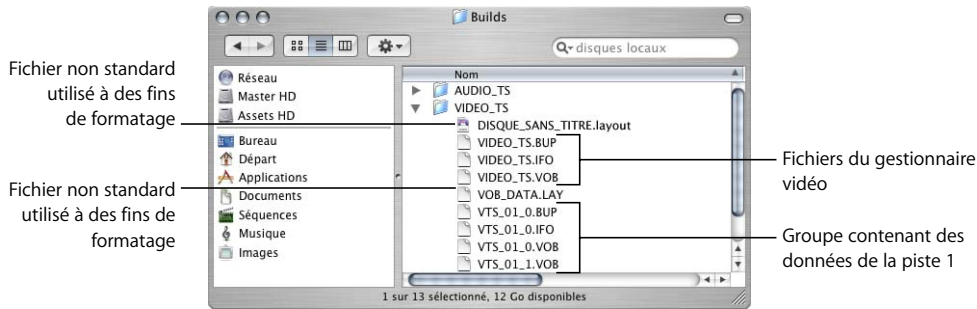 Builds
disques locaux
Fichier non standard
utilisé à des fins
de formatage
Fichier non standard
utilisé à des fins de
formatage
Réseau
Master HD
Assets HD
Bureau
Départ
Applications
Documents
Séquences
Musique
Images
Nom
AUDIO_TS
VIDEO_TS
DISQUE_SANS_TITRE.layout
VIDEO_TS.BUP
VIDEO_TS.IFO
VIDEO_TS.VOB
VOB_DATA.LAY
VTS_01_0.BUP
VTS_01_0.IFO
VTS_01_0.VOB
VTS_01_1.VOB
Fichiers du gestionnaire
vidéo
Groupe contenant des
données de la piste 1
1 sur 13 sélectionné, 12 Go disponibles